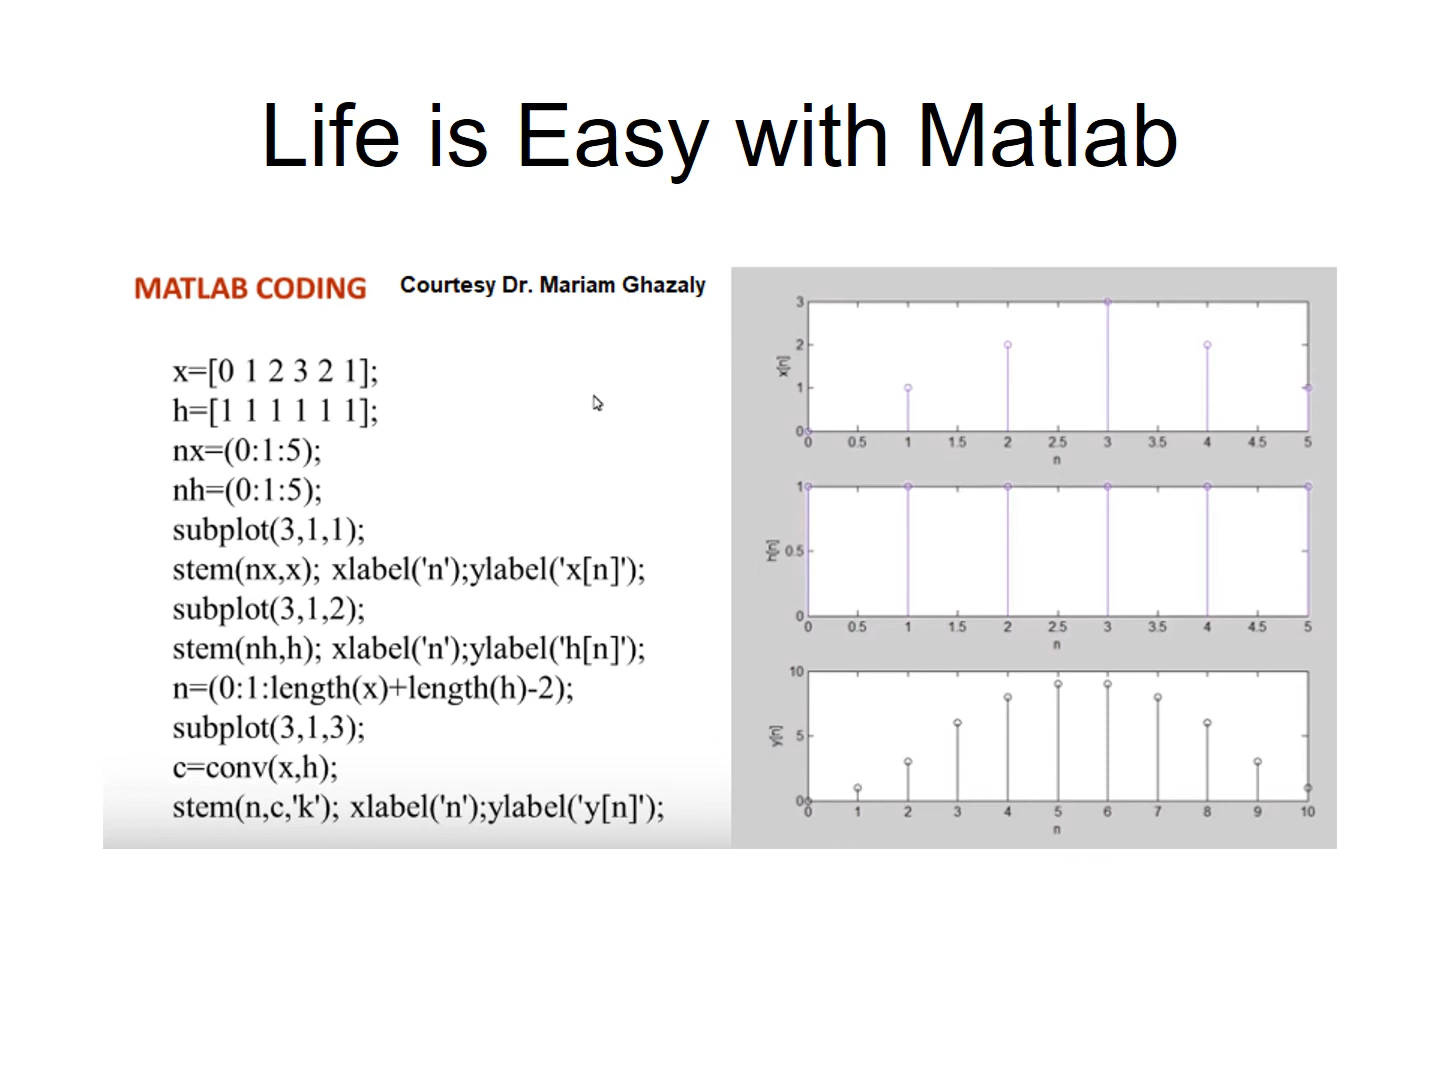 Life is Easy with Matlab
MATLAB CODING
Courtesy Dr. Mariam Ghazaly
x=[0 1 2 3 2 1];
h=[1 1 1 1 1 1];
nx=(0:1:5);
nh=(0:1:5);
subplot(3,1,1);
stem(nx,x); xlabel('n');ylabel('x[n]');
subplot(3,1,2);
stem(nh,h); xlabel('n');ylabel('h[n]');
n=(0:1:length(x)+length(h)-2);
subplot(3,1,3);
c=conv(x,h);
stem(n,c,'k'); xlabel('n');ylabel('y[n]');
3
2
1
0
x[n]
0 0.5 1 1.5 2 2.5 3 3.5 4 4.5 5
n
1
0.5
0
h[n]
0 0.5 1 1.5 2 2.5 3 3.5 4 4.5 5
n
10
5
0
y[n]
0 1 2 3 4 5 6 7 8 9 10
n